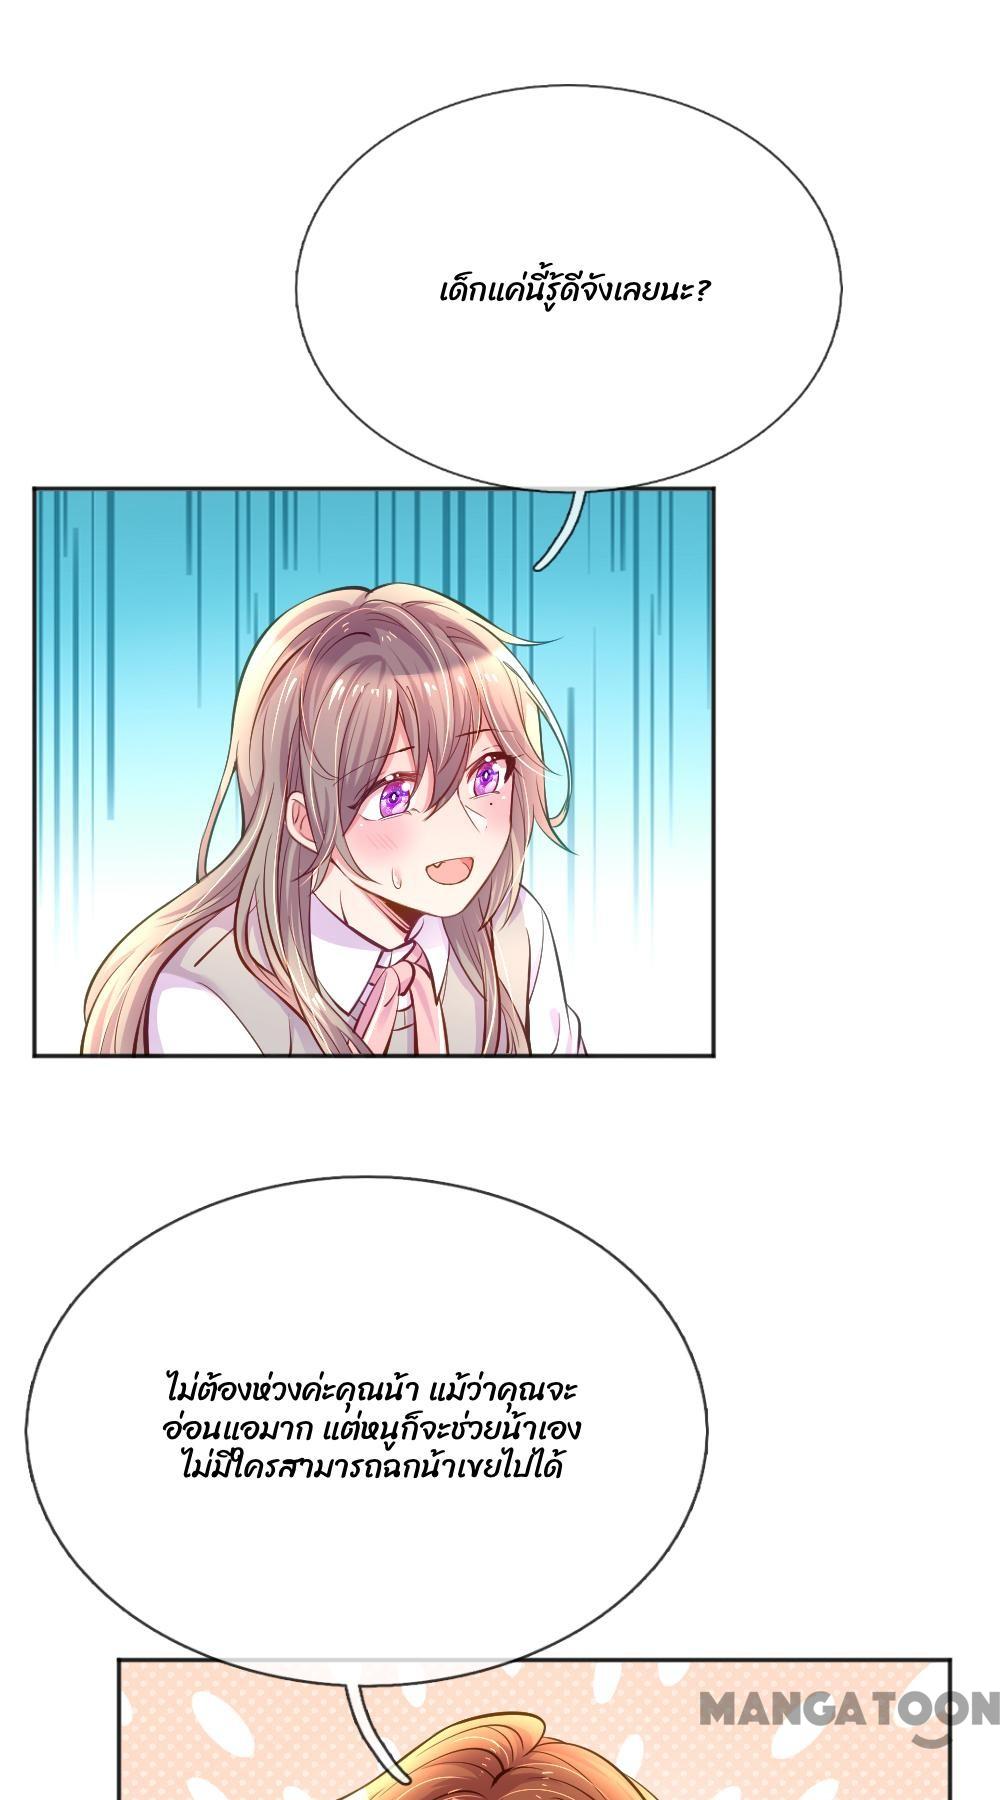 เด็กแค่นี้รู้ดีจังเลยนะ?
ไม่ต้องห่วงค่ะคุณน้า แม้ว่าคุณจะ
อ่อนแอมาก แต่หนูก็จะช่วยน้าเอง
ไม่มีใครสามารถฉกน้าเขยไปได้
MANGATOON